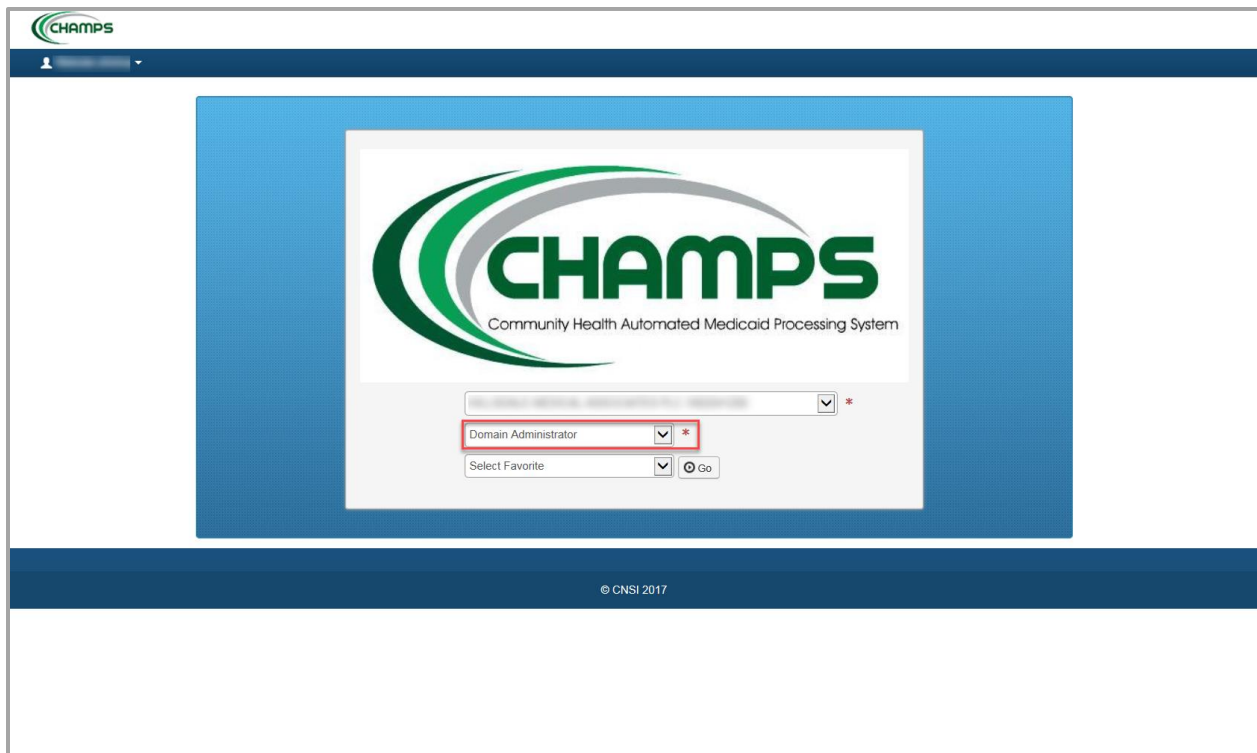 CHAMPS
CHAMPS
Community Health Automated Medicaid Processing System
*
Domain Administrator *
Select Favorite Go
© CNSI 2017